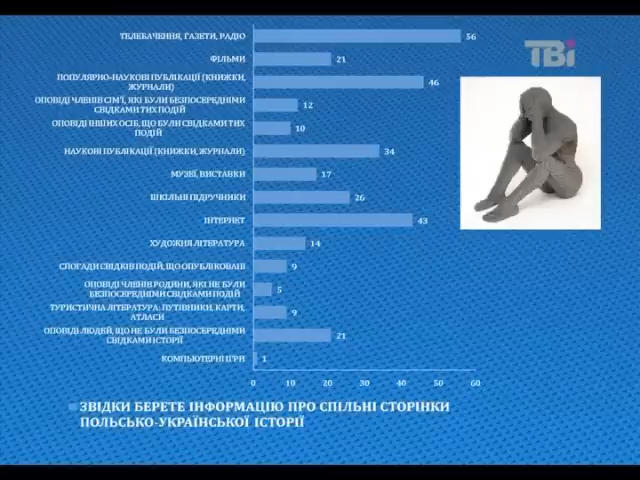 ТЕЛЕБАЧЕННЯ, ГАЗЕТИ, РАДІО 56
ТВі
ФІЛЬМИ 21
ПОПУЛЯРНО-НАУКОВІ ПУБЛІКАЦІЇ (КНИЖКИ,
ЖУРНАЛИ) 46
ОПОВІДІ ЧЛЕНІВ СІМ'Ї, ЯКІ БУЛИ БЕЗПОСЕРЕДНІМИ
СВІДКАМИ ТИХ ПОДІЙ 12
ОПОВІДІ ІНШИХ ОСІБ, ЩО БУЛИ СВІДКАМИ ТИХ
ПОДІЙ 10
НАУКОВІ ПУБЛІКАЦІЇ (КНИЖКИ, ЖУРНАЛИ) 34
МУЗЕЇ, ВИСТАВКИ 17
ШКІЛЬНІ ПІДРУЧНИКИ 26
ІНТЕРНЕТ 43
ХУДОЖНЯ ЛІТЕРАТУРА 14
СПОГАДИ СВІДКІВ ПОДІЙ, ЩО ОПУБЛІКОВАНІ 9
ОПОВІДІ ЧЛЕНІВ РОДИНИ, ЯКІ НЕ БУЛИ
БЕЗПОСЕРЕДНІМИ СВІДКАМИ ПОДІЙ 5
ТУРИСТИЧНА ЛІТЕРАТУРА: ПУТІВНИКИ, КАРТИ,
АТЛАСИ 9
ОПОВІДІ ЛЮДЕЙ, ЩО НЕ БУЛИ БЕЗПОСЕРЕДНІМИ
СВІДКАМИ ІСТОРІЇ 21
КОМПЬЮТЕРНІ ІГРИ 1
0 10 20 30 40 50 60
ЗВІДКИ БЕРЕТЕ ІНФОРМАЦІЮ ПРО СПІЛЬНІ СТОРІНКИ
ПОЛЬСЬКО-УКРАЇНСЬКОЇ ІСТОРІЇ